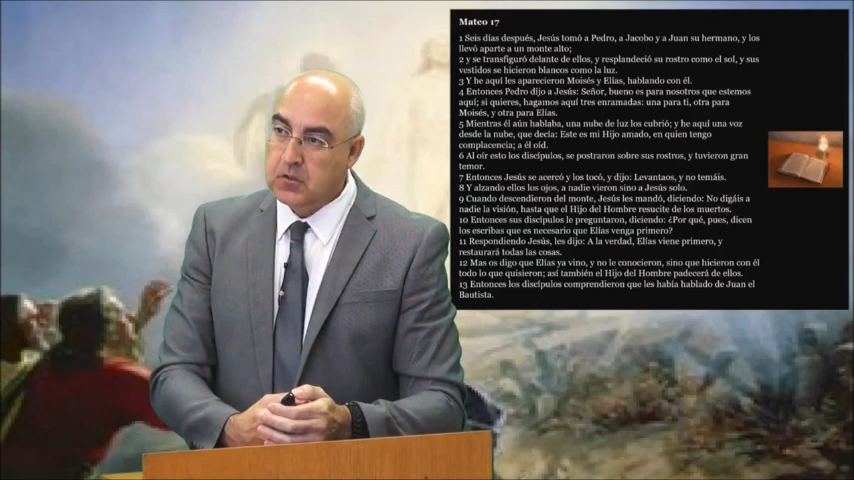 Mateo 17
1 Seis días después, Jesús tomó a Pedro, a Jacobo y a Juan su hermano, y los
llevó aparte a un monte alto;
2 y se transfiguró delante de ellos, y resplandeció su rostro como el sol, y sus
vestidos se hicieron blancos como la luz.
3 Y he aquí les aparecieron Moisés y Elías, hablando con él.
4 Entonces Pedro dijo a Jesús: Señor, bueno es para nosotros que estemos
aquí; si quieres, hagamos aquí tres enramadas: una para ti, otra para
Moisés, y otra para Elías.
5 Mientras él aún hablaba, una nube de luz los cubrió; y he aquí una voz
desde la nube, que decía: Este es mi Hijo amado, en quien tengo
complacencia; a él oíd.
6 Al oír esto los discípulos, se postraron sobre sus rostros, y tuvieron gran
temor.
7 Entonces Jesús se acercó y los tocó, y dijo: Levantaos, y no temáis.
8 Y alzando ellos los ojos, a nadie vieron sino a Jesús solo.
9 Cuando descendieron del monte, Jesús les mandó, diciendo: No digáis a
nadie la visión, hasta que el Hijo del Hombre resucite de los muertos.
10 Entonces sus discípulos le preguntaron, diciendo: ¿Por qué, pues, dicen
los escribas que es necesario que Elías venga primero?
11 Respondiendo Jesús, les dijo: A la verdad, Elías viene primero, y
restaurará todas las cosas.
12 Mas os digo que Elías ya vino, y no le conocieron, sino que hicieron con él
todo lo que quisieron; así también el Hijo del Hombre padecerá de ellos.
13 Entonces los discípulos comprendieron que les había hablado de Juan el
Bautista.